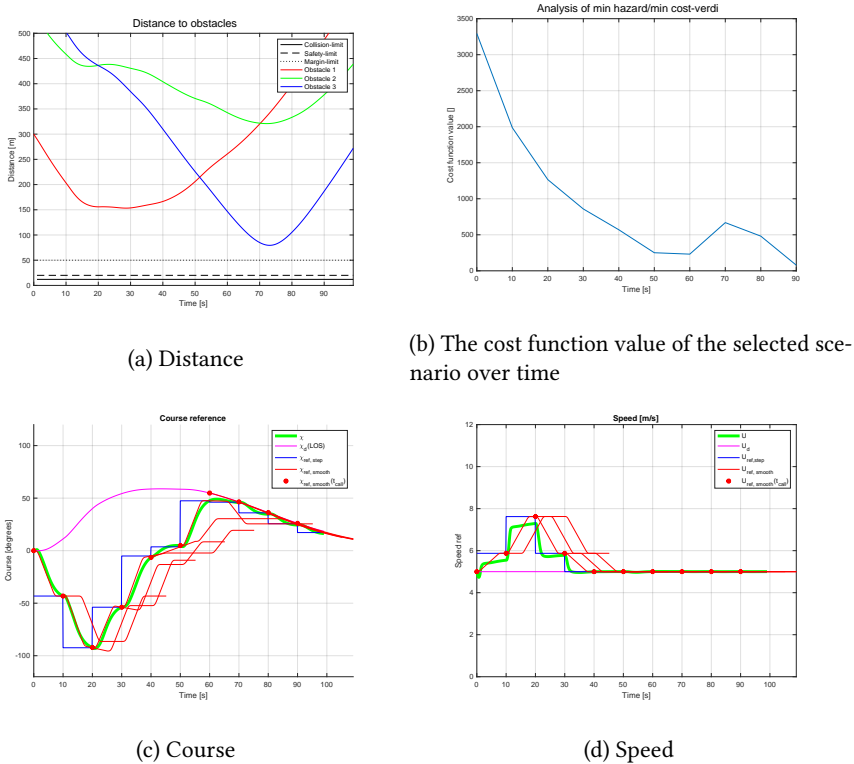 Distance to obstacles
500
450
400
350
300
250
200
150
100
50
0
Distance [m]
Collision-limit
Safety-limit
Margin-limit
Obstacle 1
Obstacle 2
Obstacle 3
0 10 20 30 40 50 60 70 80 90
Time [s]
(a) Distance
Analysis of min hazard/min cost-verdi
3500
3000
2500
2000
1500
1000
500
0
Cost function value []
0 10 20 30 40 50 60 70 80 90
Time [s]
(b) The cost function value of the selected sce-
nario over time
Course reference
100
50
0
-50
-100
Course [degrees]
χ
χd(LOS)
χref,step
χref,smooth
χref,smooth(tcall)
0 10 20 30 40 50 60 70 80 90 100
Time [s]
(c) Course
Speed [m/s]
12
10
8
6
4
2
0
Speed ref
U
Ud
Uref,step
Uref,smooth
Uref,smooth(tcall)
0 10 20 30 40 50 60 70 80 90 100
Time [s]
(d) Speed